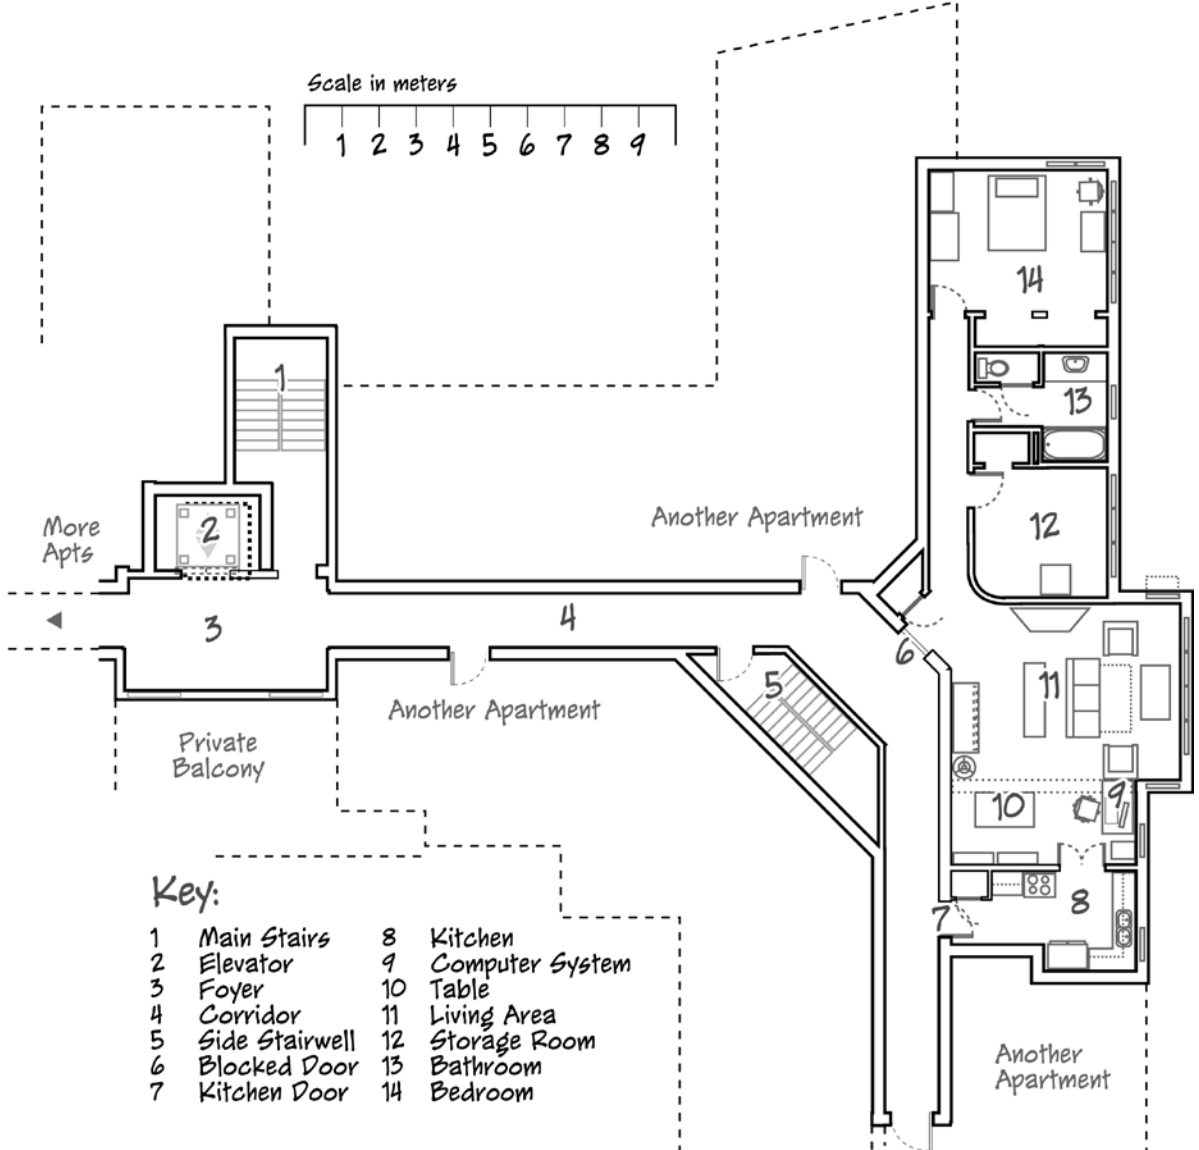 Scale in meters
1 2 3 4 5 6 7 8 9
14
1
13
2
More
Apts
Another Apartment
12
3
4
6
5
11
Another Apartment
Private
Balcony
10
9
Key:
8
7
1 Main Stairs 8 Kitchen
2 Elevator 9 Computer System
3 Foyer 10 Table
4 Corridor 11 Living Area
5 Side Stairwell 12 Storage Room
6 Blocked Door 13 Bathroom
7 Kitchen Door 14 Bedroom
Another
Apartment